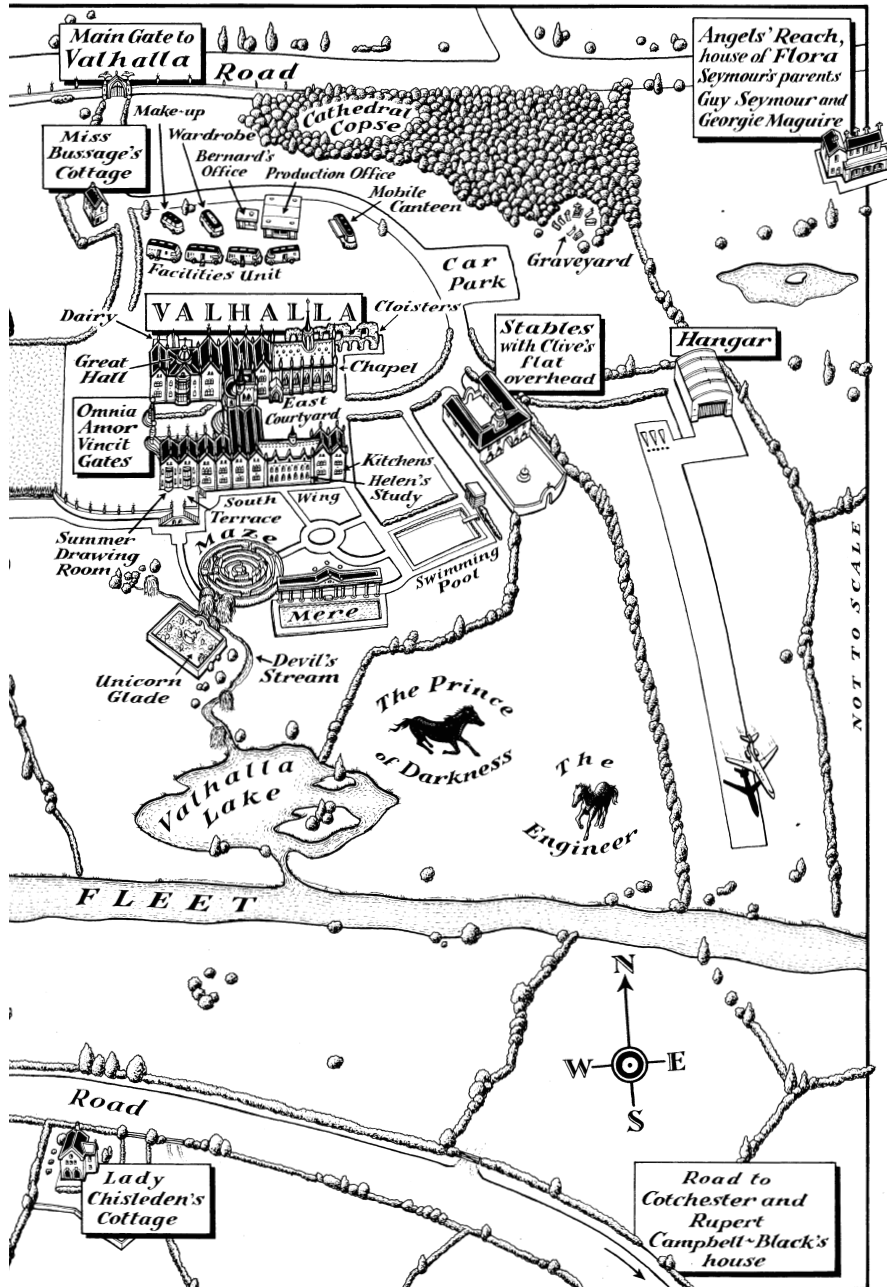 Main Gate to
Valhalla
Road
Angels' Reach,
house of Flora
Seymour's parents
Guy Seymour and
Georgie Maguire
Cathedral
Copse
Make-up
Wardrobe
Miss
Bussage's
Cottage
Bernard's
Office
Production Office
Mobile
Canteen
Facilities Unit
Graveyard
Car
Park
VALHALLA
Dairy
Cloisters
Stables
with Clive's
flat
overhead
Hangar
Great
Hall
Chapel
East
Courtyard
Omnia
Amor
Vincit
Gates
Kitchens
Helen's
Study
South
Terrace
Wing
Summer
Drawing
Room
Maze
Swimming
Pool
Mere
NOT TO SCALE
Unicorn
Glade
Devil's
Stream
The Prince
of Darkness
The
Engineer
Valhalla
Lake
FLEET
N
W
E
S
Road
Lady
Chisleden's
Cottage
Road to
Cotchester and
Rupert
Campbell-Black's
house